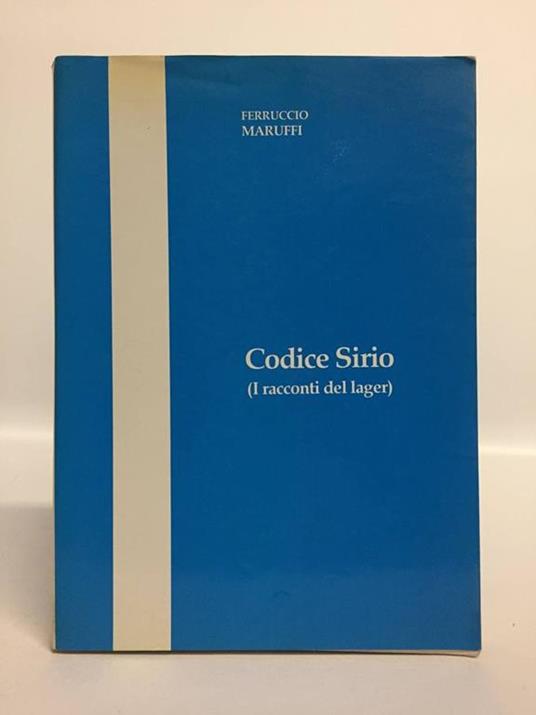 FERRUCCIO
MARUFFI
Codice Sirio
(I racconti del lager)